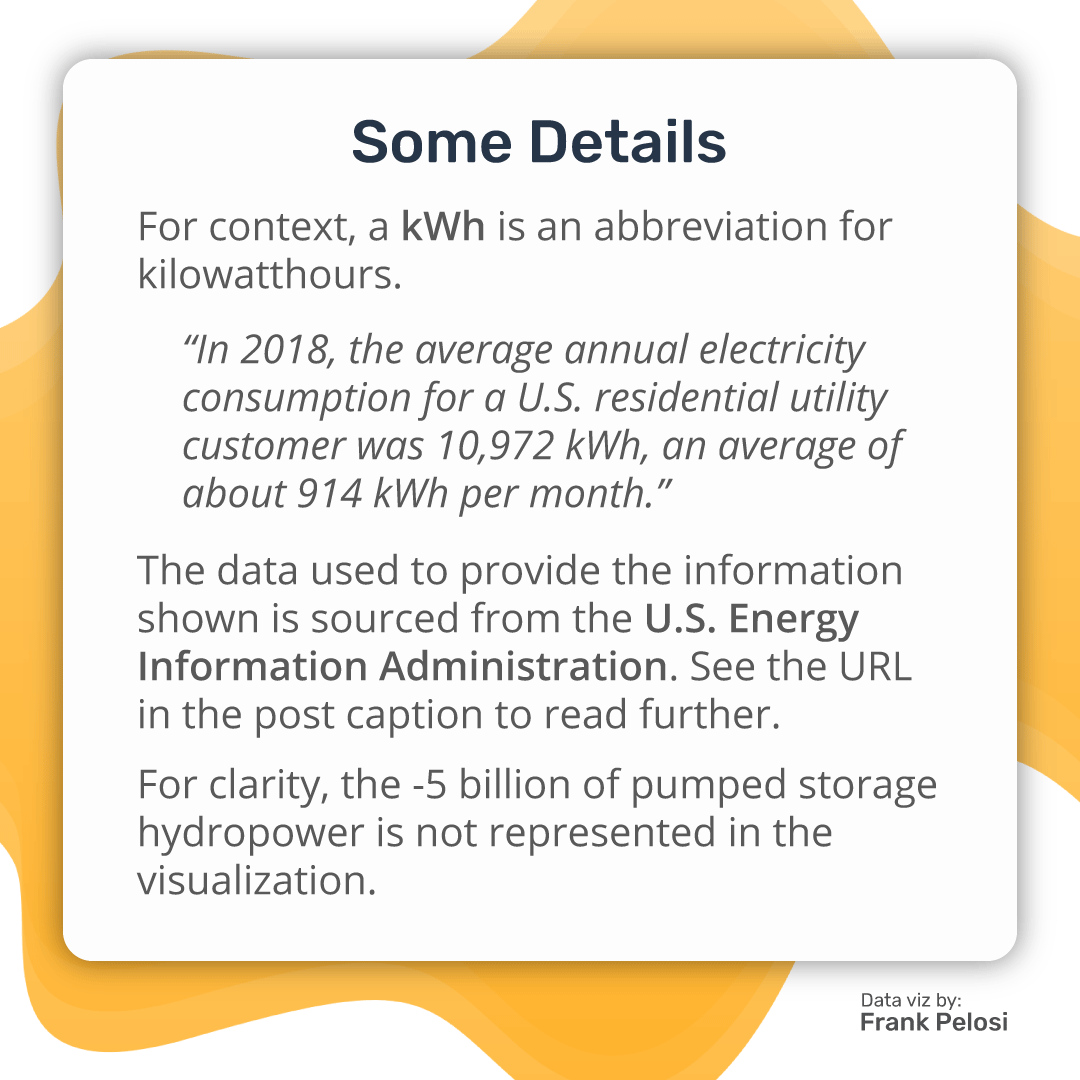 Some Details
For context, a kWh is an abbreviation for
kilowatthours.
“In 2018, the average annual electricity
consumption for a U.S. residential utility
customer was 10,972 kWh, an average of
about 914 kWh per month.”
The data used to provide the information
shown is sourced from the U.S. Energy
Information Administration. See the URL
in the post caption to read further.
For clarity, the -5 billion of pumped storage
hydropower is not represented in the
visualization.
Data viz by:
Frank Pelosi